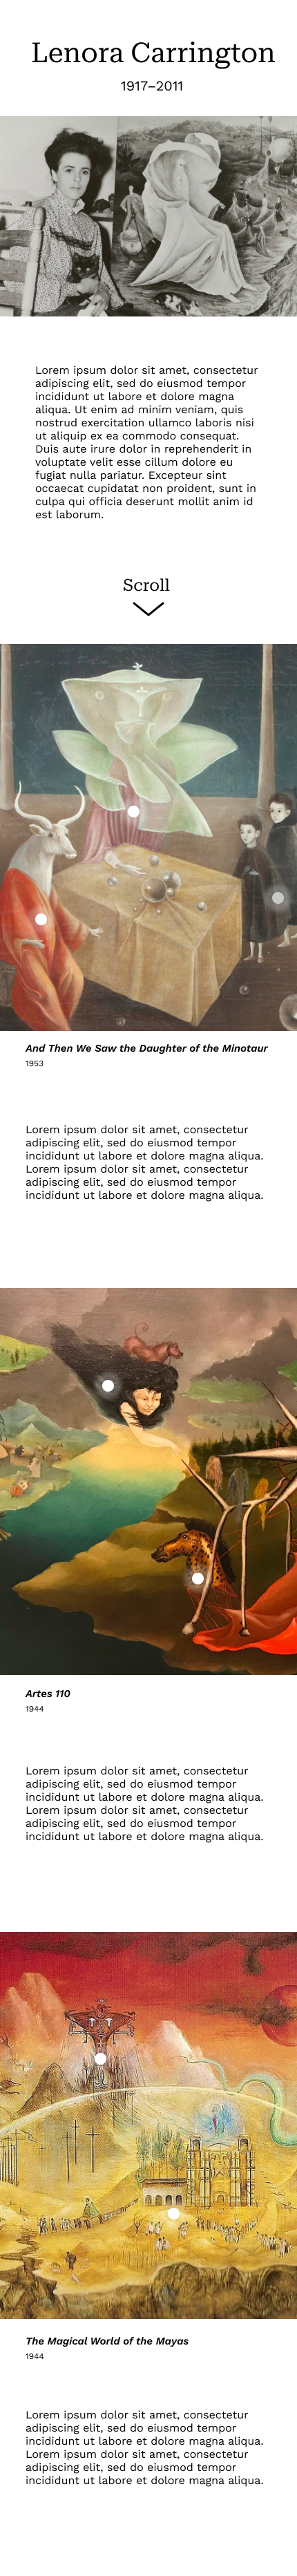 Lenora Carrington
1917–2011
Lorem ipsum dolor sit amet, consectetur
adipiscing elit, sed do eiusmod tempor
incididunt ut labore et dolore magna
aliqua. Ut enim ad minim veniam, quis
nostrud exercitation ullamco laboris nisi
ut aliquip ex ea commodo consequat.
Duis aute irure dolor in reprehenderit in
voluptate velit esse cillum dolore eu
fugiat nulla pariatur. Excepteur sint
occaecat cupidatat non proident, sunt in
culpa qui officia deserunt mollit anim id
est laborum.
Scroll
And Then We Saw the Daughter of the Minotaur
1953
Lorem ipsum dolor sit amet, consectetur
adipiscing elit, sed do eiusmod tempor
incididunt ut labore et dolore magna aliqua.
Lorem ipsum dolor sit amet, consectetur
adipiscing elit, sed do eiusmod tempor
incididunt ut labore et dolore magna aliqua.
Artes 110
1944
Lorem ipsum dolor sit amet, consectetur
adipiscing elit, sed do eiusmod tempor
incididunt ut labore et dolore magna aliqua.
Lorem ipsum dolor sit amet, consectetur
adipiscing elit, sed do eiusmod tempor
incididunt ut labore et dolore magna aliqua.
The Magical World of the Mayas
1944
Lorem ipsum dolor sit amet, consectetur
adipiscing elit, sed do eiusmod tempor
incididunt ut labore et dolore magna aliqua.
Lorem ipsum dolor sit amet, consectetur
adipiscing elit, sed do eiusmod tempor
incididunt ut labore et dolore magna aliqua.